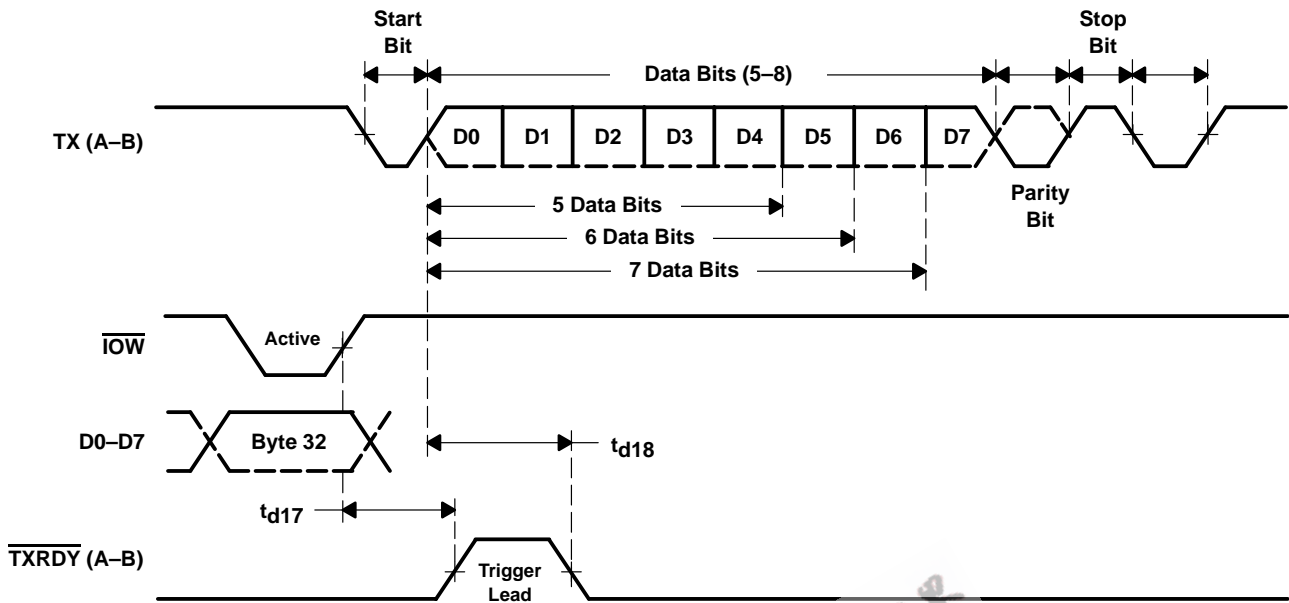 Start
Bit
Data Bits (5–8)
Stop
Bit
TX (A–B)
D0 D1 D2 D3 D4 D5 D6 D7
Parity
Bit
5 Data Bits
6 Data Bits
7 Data Bits
IOW
Active
D0–D7
Byte 32
td18
td17
TXRDY (A–B)
Trigger
Lead